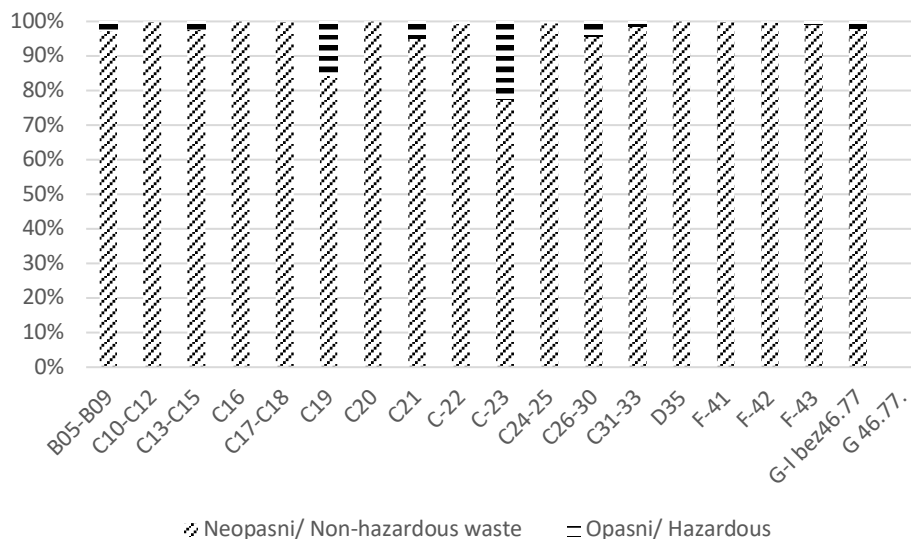 100%
90%
80%
70%
60%
50%
40%
30%
20%
10%
0%
B05-B09
C10-C12
C13-C15
C16
C17-C18
C19
C20
C21
C-22
C-23
C24-25
C26-30
C31-33
D35
F-41
F-42
F-43
G-I bez46.77
G 46.77.
Neopasni/ Non-hazardous waste
Opasni/ Hazardous